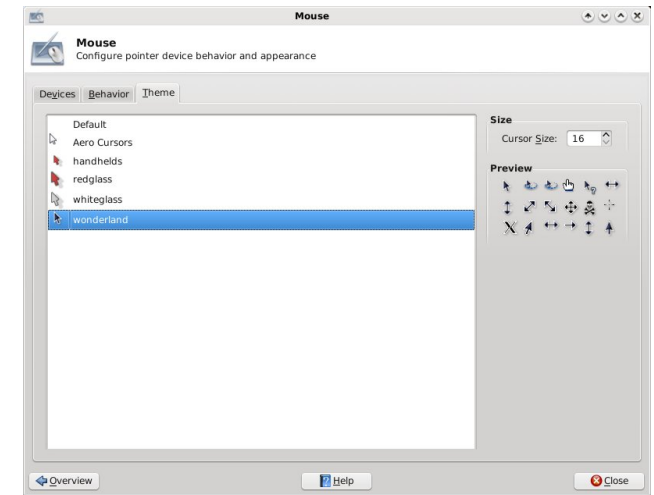 Mouse
Mouse
Configure pointer device behavior and appearance
Devices Behavior Theme
Default
Aero Cursors
handhelds
redglass
whiteglass
wonderland
Size
Cursor Size: 16
Preview
Overview Help Close